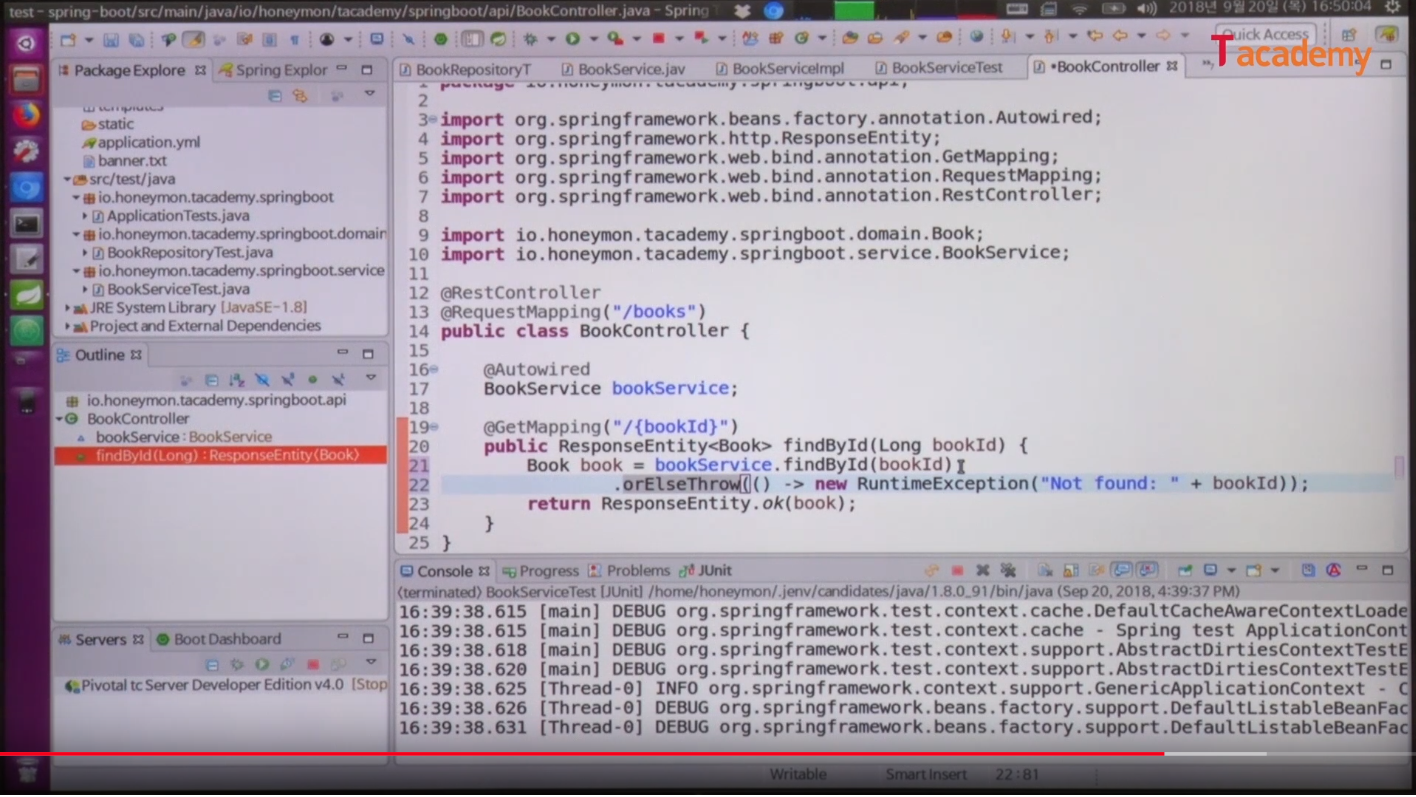 test - spring-boot/src/main/java/io/honeymon/tacademy/springboot/api/BookController.java - Spring T
2018년 9월 20일 (목) 16:50:04
Quick Access
Tacademy
Package Explore
Spring Explor
BookRepositoryT
BookService.jav
BookServiceImpl
BookServiceTest
*BookController
templates
static
application.yml
banner.txt
src/test/java
io.honeymon.tacademy.springboot
ApplicationTests.java
io.honeymon.tacademy.springboot.domain
BookRepositoryTest.java
io.honeymon.tacademy.springboot.service
BookServiceTest.java
JRE System Library [JavaSE-1.8]
Project and External Dependencies
Outline
io.honeymon.tacademy.springboot.api
BookController
bookService : BookService
findById(Long) : ResponseEntity<Book>
Servers
Boot Dashboard
Pivotal tc Server Developer Edition v4.0 [Stop
1 package io.honeymon.tacademy.springboot.api;
2
3 import org.springframework.beans.factory.annotation.Autowired;
4 import org.springframework.http.ResponseEntity;
5 import org.springframework.web.bind.annotation.GetMapping;
6 import org.springframework.web.bind.annotation.RequestMapping;
7 import org.springframework.web.bind.annotation.RestController;
8
9 import io.honeymon.tacademy.springboot.domain.Book;
10 import io.honeymon.tacademy.springboot.service.BookService;
11
12 @RestController
13 @RequestMapping("/books")
14 public class BookController {
15
16 @Autowired
17 BookService bookService;
18
19 @GetMapping("/{bookId}")
20 public ResponseEntity<Book> findById(Long bookId) {
21 Book book = bookService.findById(bookId)
22 .orElseThrow(() -> new RuntimeException("Not found: " + bookId));
23 return ResponseEntity.ok(book);
24 }
25 }
Console
Progress
Problems
JUnit
<terminated> BookServiceTest [JUnit] /home/honeymon/.jenv/candidates/java/1.8.0_91/bin/java (Sep 20, 2018, 4:39:37 PM)
16:39:38.615 [main] DEBUG org.springframework.test.context.cache.DefaultCacheAwareContextLoade
16:39:38.615 [main] DEBUG org.springframework.test.context.cache - Spring test ApplicationCont
16:39:38.618 [main] DEBUG org.springframework.test.context.support.AbstractDirtiesContextTestE
16:39:38.620 [main] DEBUG org.springframework.test.context.support.AbstractDirtiesContextTestE
16:39:38.625 [Thread-0] INFO org.springframework.context.support.GenericApplicationContext - C
16:39:38.626 [Thread-0] DEBUG org.springframework.beans.factory.support.DefaultListableBeanFac
16:39:38.631 [Thread-0] DEBUG org.springframework.beans.factory.support.DefaultListableBeanFac
Writable
Smart Insert
22 : 81